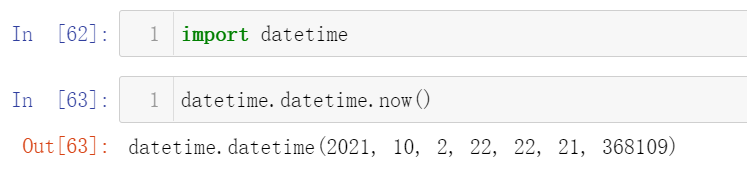 In [62]: 1 import datetime
In [63]: 1 datetime.datetime.now()
Out[63]: datetime.datetime(2021, 10, 2, 22, 22, 21, 368109)